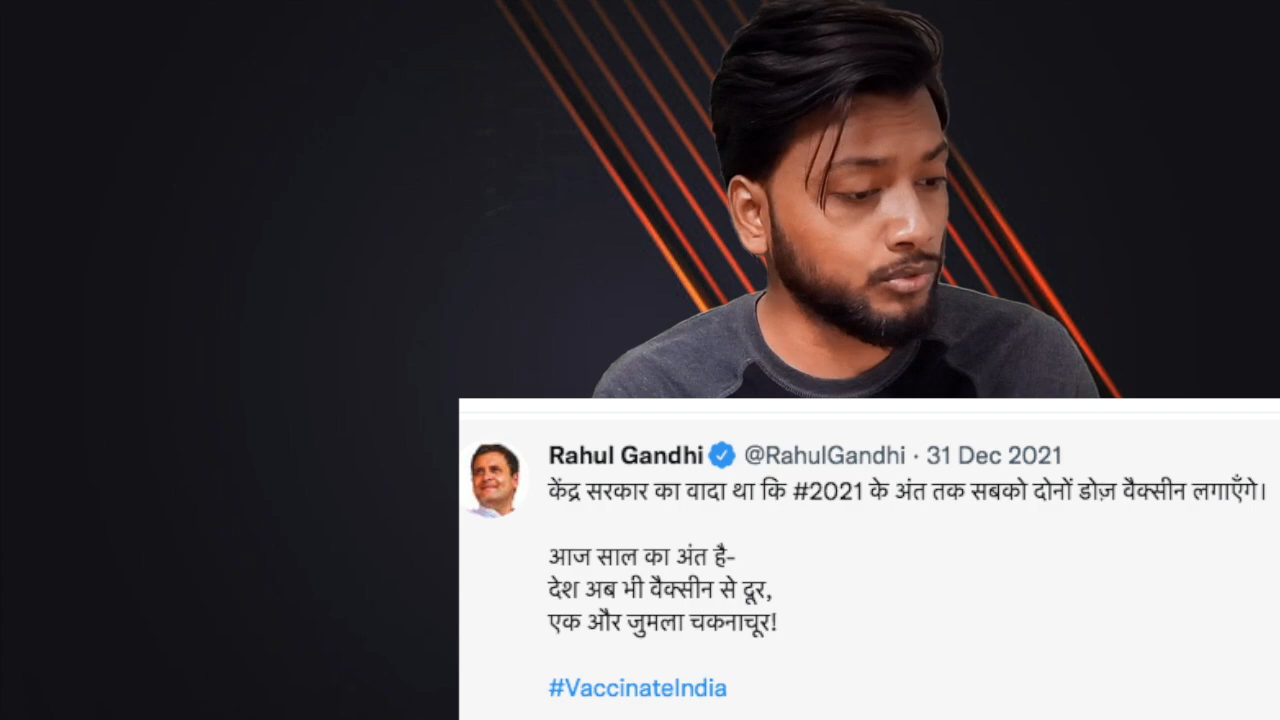 Rahul Gandhi @RahulGandhi · 31 Dec 2021
केंद्र सरकार का वादा था कि #2021 के अंत तक सबको दोनों डोज़ वैक्सीन लगाएँगे।
आज साल का अंत है-
देश अब भी वैक्सीन से दूर,
एक और जुमला चकनाचूर!
#VaccinateIndia